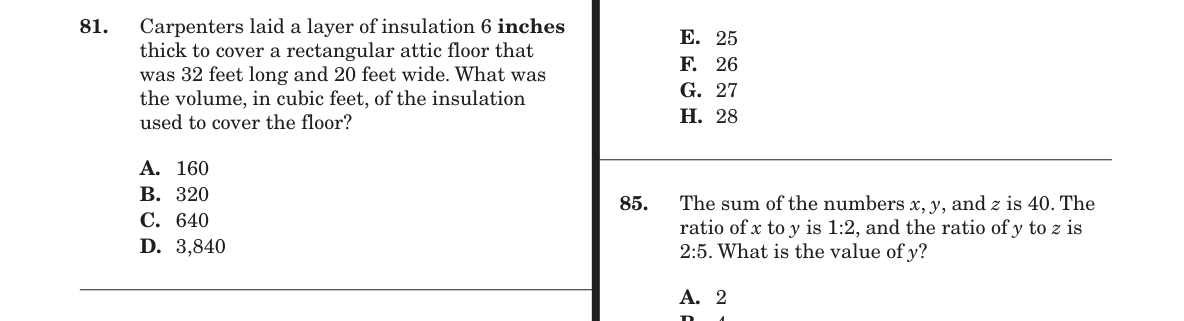 81. Carpenters laid a layer of insulation 6 inches
thick to cover a rectangular attic floor that
was 32 feet long and 20 feet wide. What was
the volume, in cubic feet, of the insulation
used to cover the floor?
A. 160
B. 320
C. 640
D. 3,840
E. 25
F. 26
G. 27
H. 28
85. The sum of the numbers x, y, and z is 40. The
ratio of x to y is 1:2, and the ratio of y to z is
2:5. What is the value of y?
A. 2